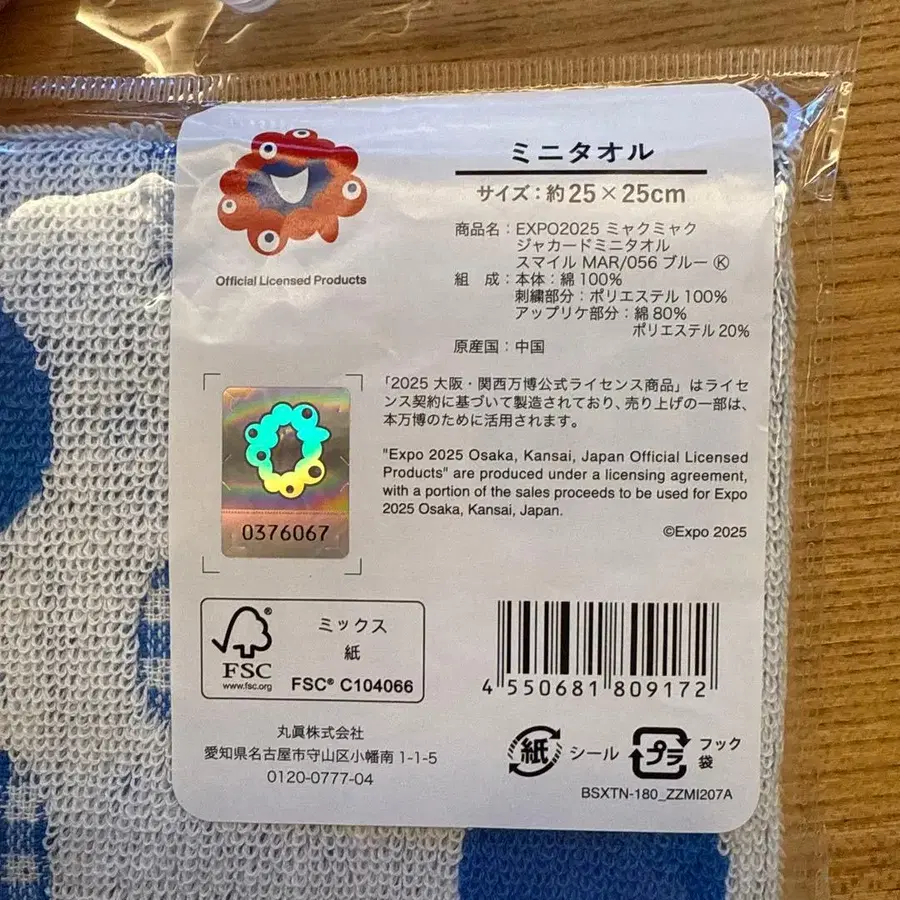 ミニタオル
サイズ：約25×25cm
商品名：EXPO2025 ミャクミャク
ジャカードミニタオル
スマイル MAR/056 ブルー Ⓚ
組　成：本体：綿100%
刺繍部分：ポリエステル100%
アップリケ部分：綿80%
ポリエステル20%
原産国：中国
Official Licensed Products
「2025 大阪・関西万博公式ライセンス商品」はライセ
ンス契約に基づいて製造されており、売り上げの一部は、
本万博のために活用されます。
"Expo 2025 Osaka, Kansai, Japan Official Licensed
Products" are produced under a licensing agreement,
with a portion of the sales proceeds to be used for Expo
2025 Osaka, Kansai, Japan.
©Expo 2025
0376067
FSC
®
www.fsc.org
ミックス
紙
FSC® C104066
4 550681 809172
丸眞株式会社
愛知県名古屋市守山区小幡南 1-1-5
0120-0777-04
紙 シール
プラ フック
袋
BSXTN-180_ZZMI207A